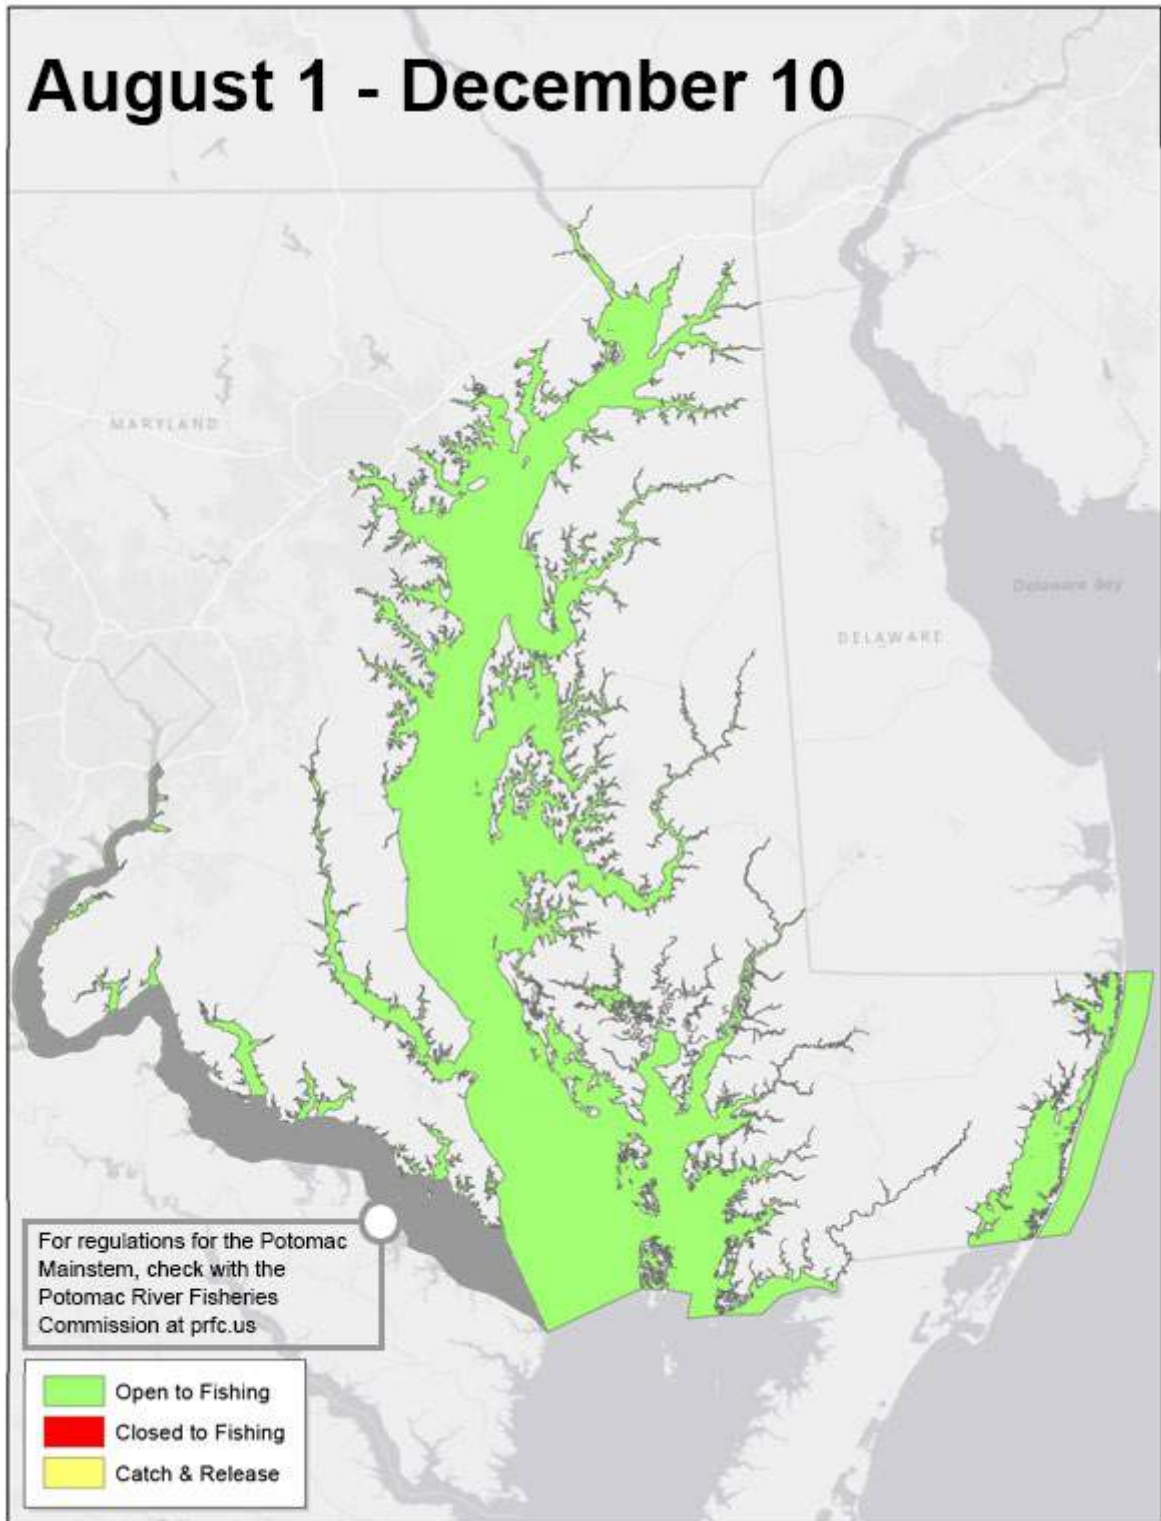 August 1 - December 10
MARYLAND
Delaware Bay
DELAWARE
For regulations for the Potomac
Mainstem, check with the
Potomac River Fisheries
Commission at prfc.us
Open to Fishing
Closed to Fishing
Catch & Release